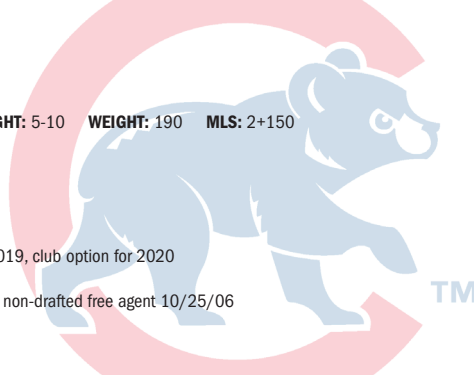 GHT: 5-10 WEIGHT: 190 MLS: 2+150
019, club option for 2020
non-drafted free agent 10/25/06
TM